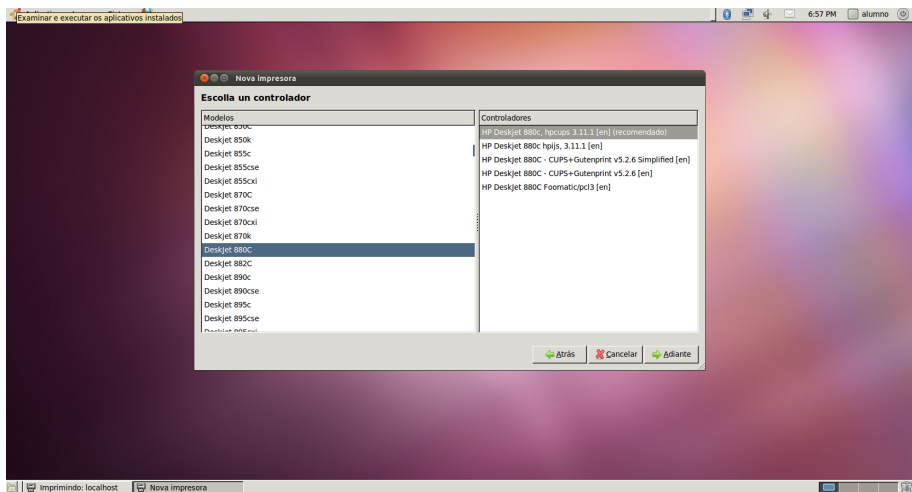 Examinar e executar os aplicativos instalados
6:57 PM
alumno
Nova impresora
Escolla un controlador
Modelos
Controladores
Deskjet 850C
Deskjet 850k
Deskjet 855c
Deskjet 855cse
Deskjet 855cxi
Deskjet 870C
Deskjet 870cse
Deskjet 870cxi
Deskjet 870k
DeskJet 880C
DeskJet 882C
Deskjet 890c
Deskjet 890cse
Deskjet 895c
Deskjet 895cse
Deskjet 895cxi
HP Deskjet 880c, hpcups 3.11.1 [en] (recomendado)
HP Deskjet 880c hpijs, 3.11.1 [en]
HP DeskJet 880C - CUPS+Gutenprint v5.2.6 Simplified [en]
HP DeskJet 880C - CUPS+Gutenprint v5.2.6 [en]
HP DeskJet 880C Foomatic/pcl3 [en]
Atrás
Cancelar
Adiante
Imprimindo: localhost
Nova impresora